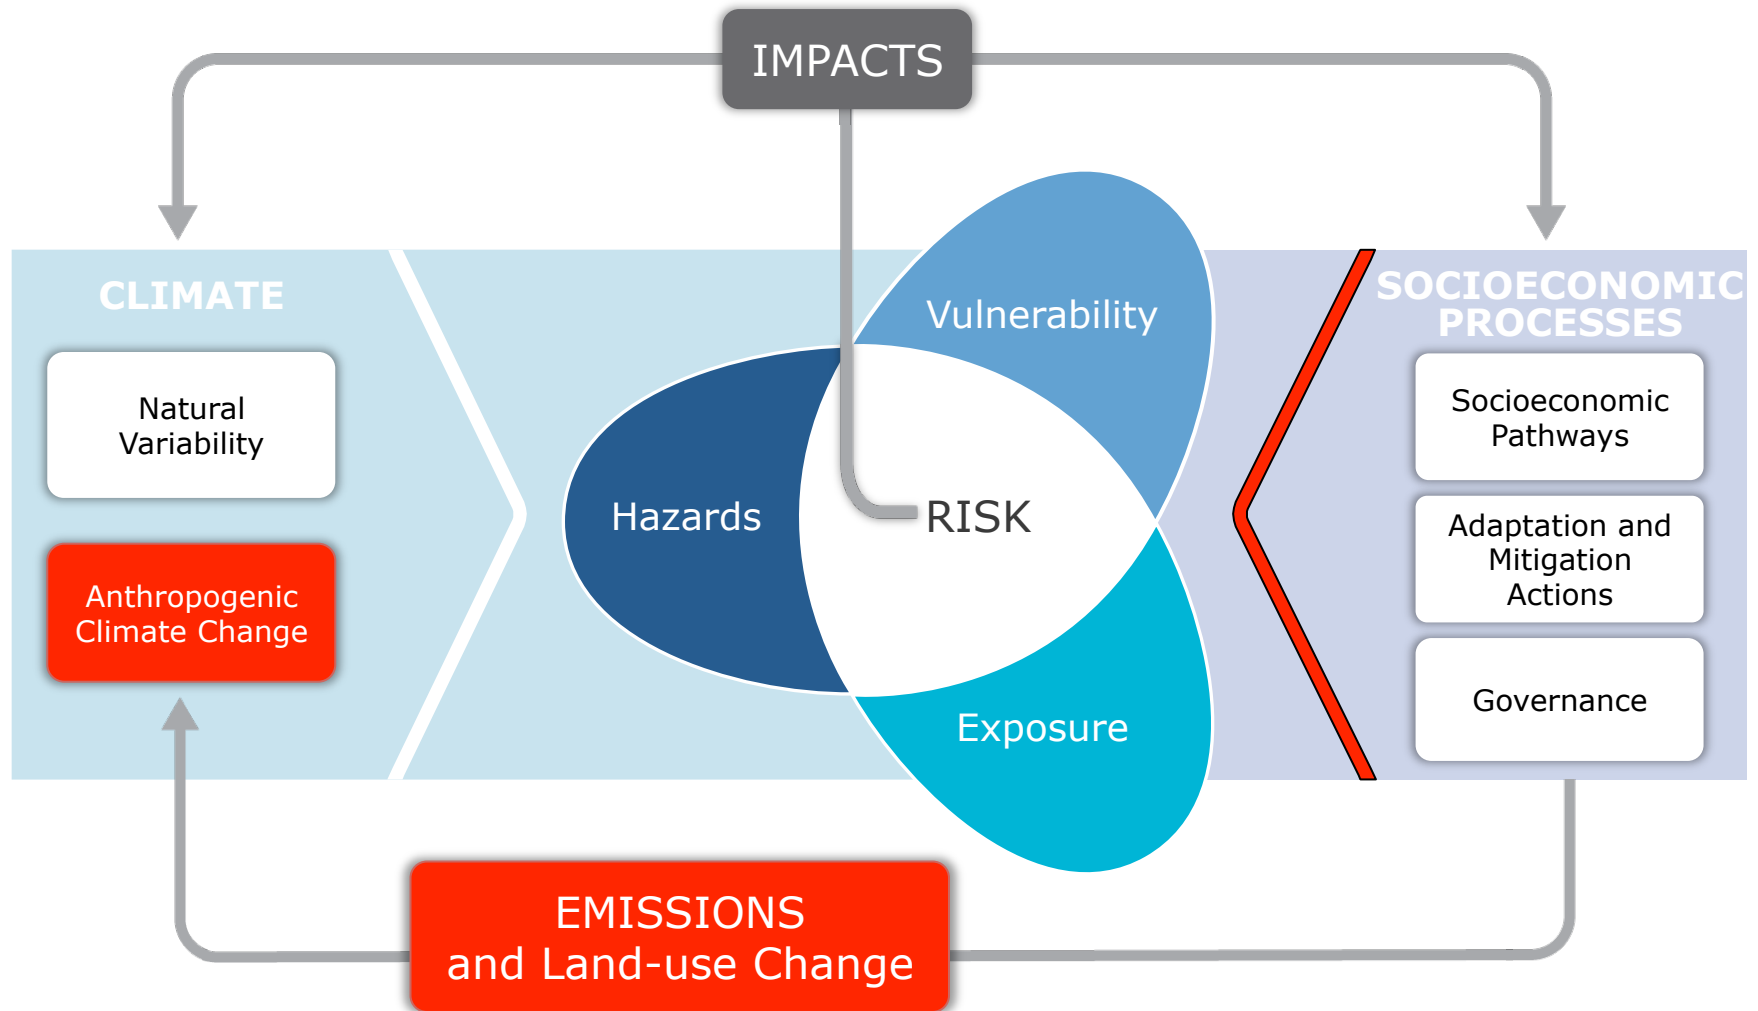 IMPACTS
CLIMATE
Natural
Variability
Anthropogenic
Climate Change
Vulnerability
Hazards
RISK
Exposure
SOCIOECONOMIC
PROCESSES
Socioeconomic
Pathways
Adaptation and
Mitigation
Actions
Governance
EMISSIONS
and Land-use Change